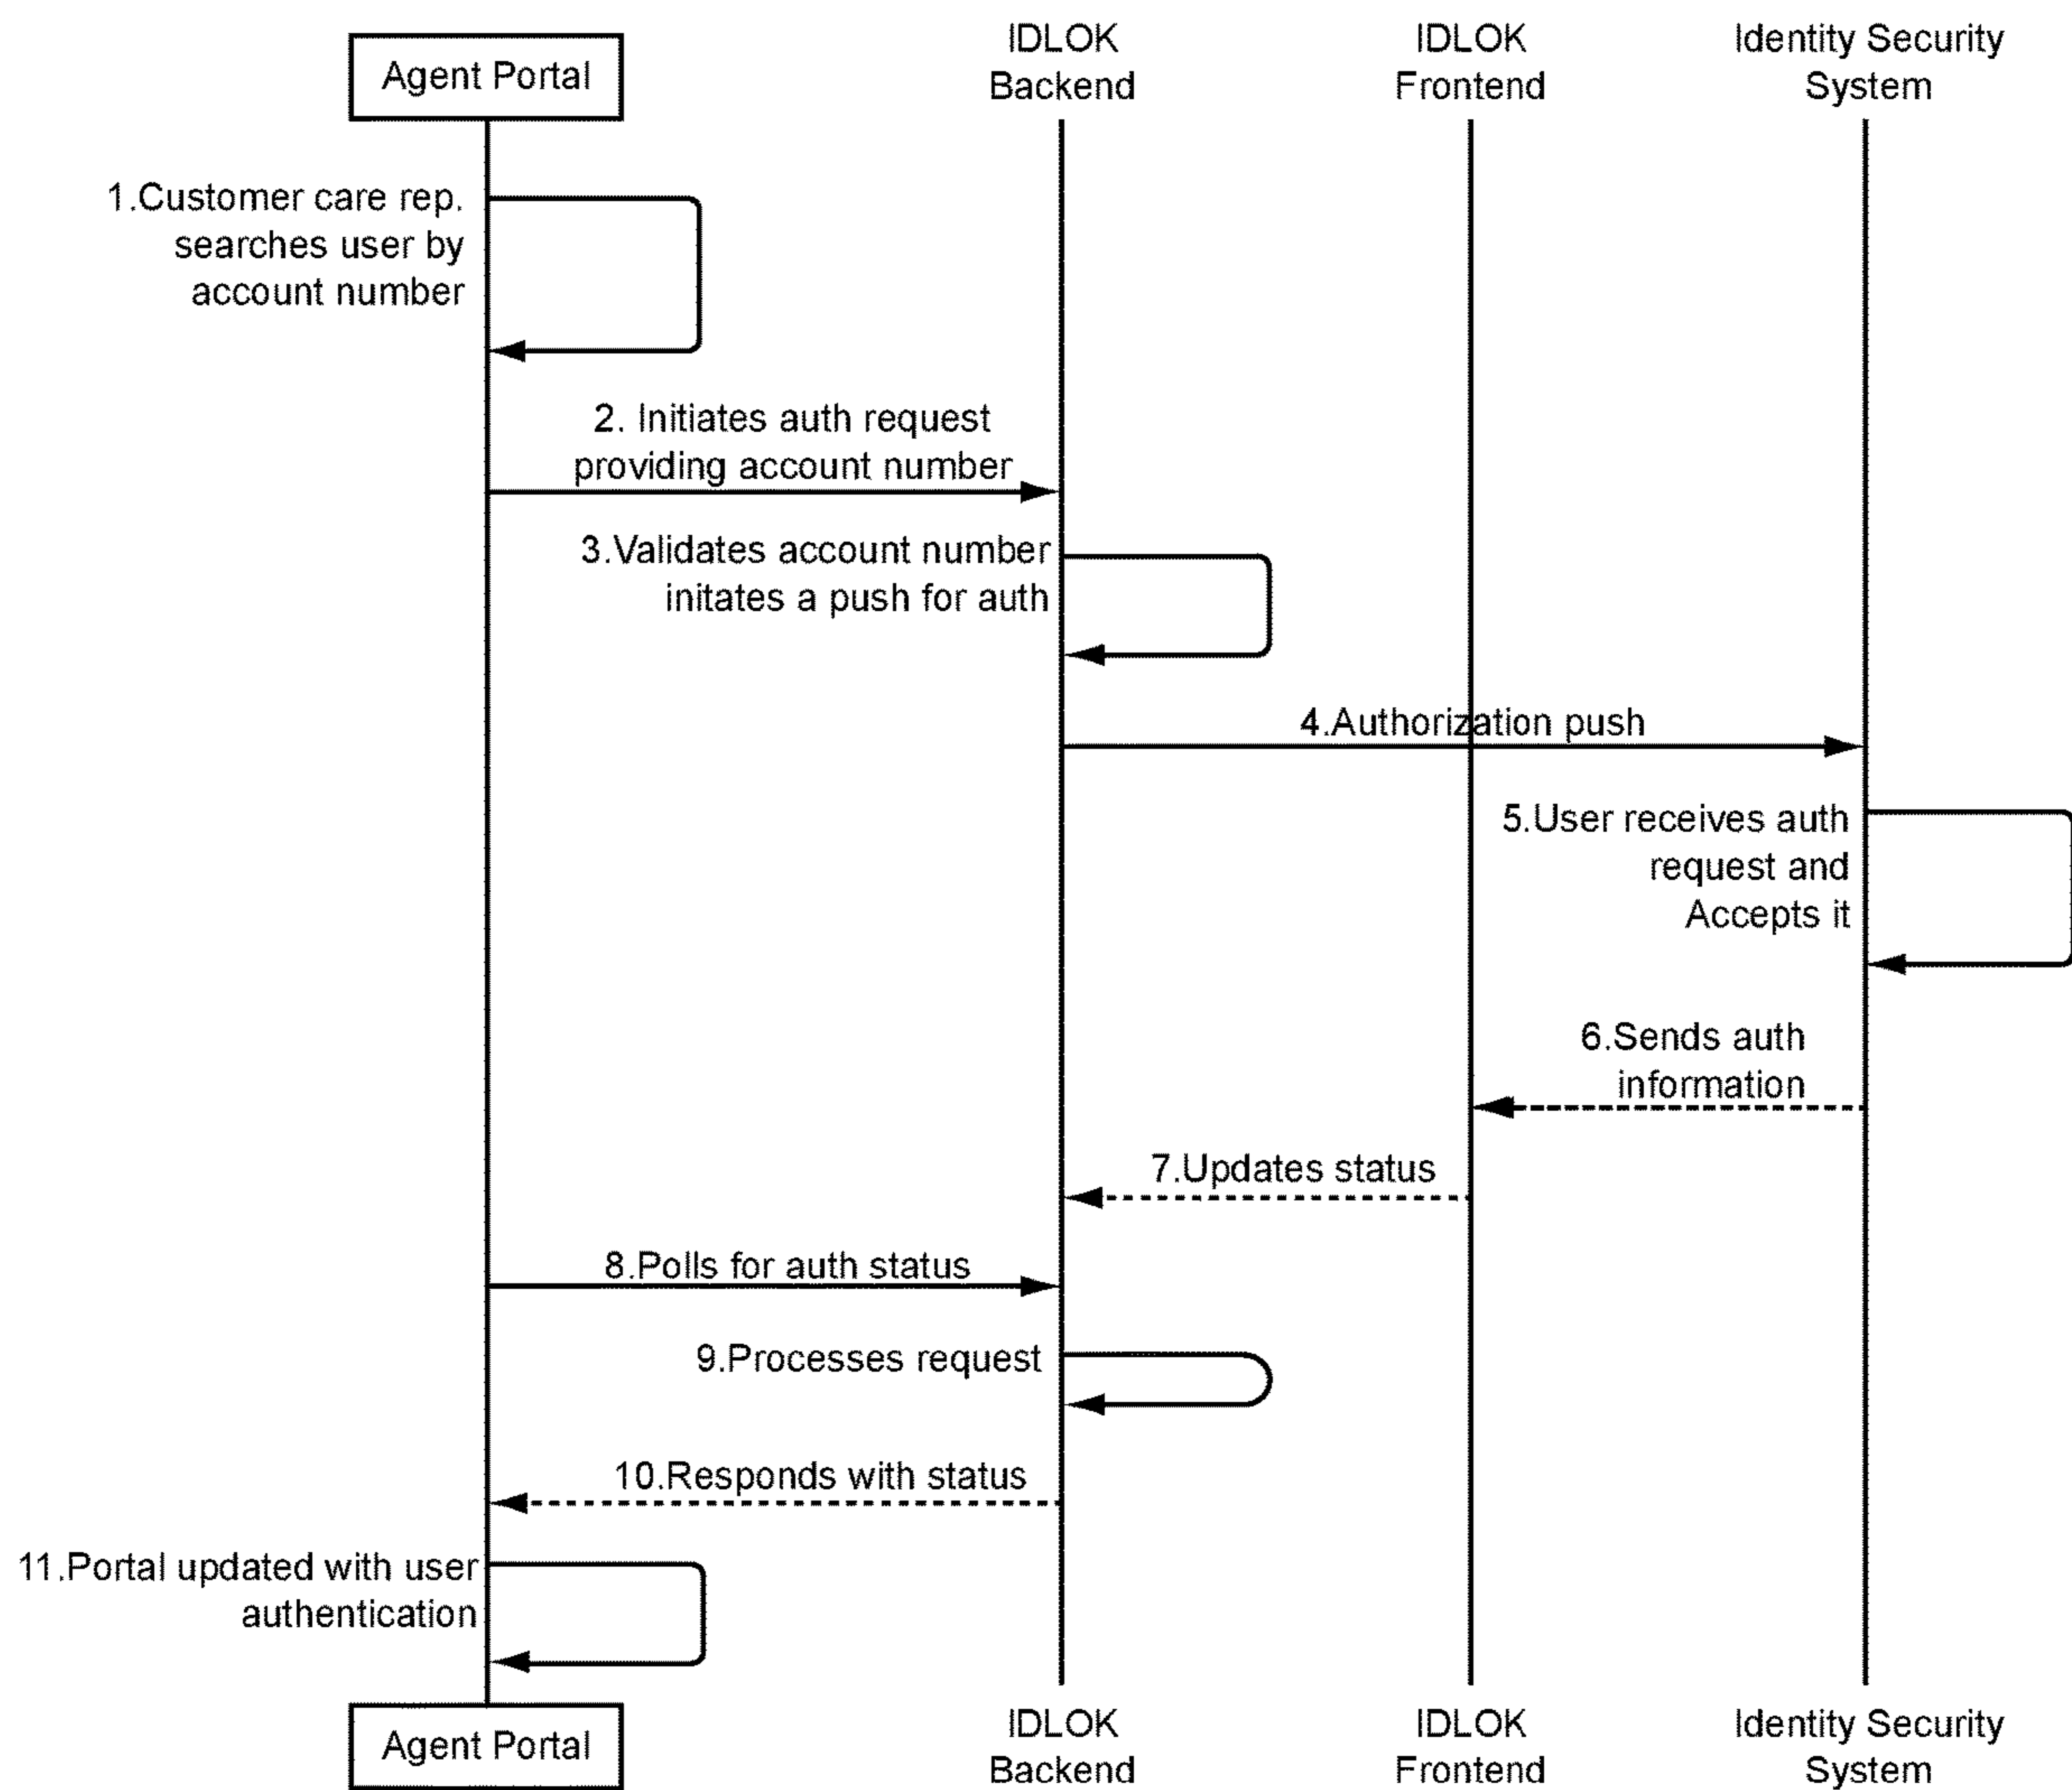 Agent Portal
IDLOK
Backend
IDLOK
Frontend
Identity Security
System
1.Customer care rep.
searches user by
account number
2. Initiates auth request
providing account number
3.Validates account number
initates a push for auth
4.Authorization push
5.User receives auth
request and
Accepts it
6.Sends auth
information
7.Updates status
8.Polls for auth status
9.Processes request
10.Responds with status
11.Portal updated with user
authentication
Agent Portal
IDLOK
Backend
IDLOK
Frontend
Identity Security
System